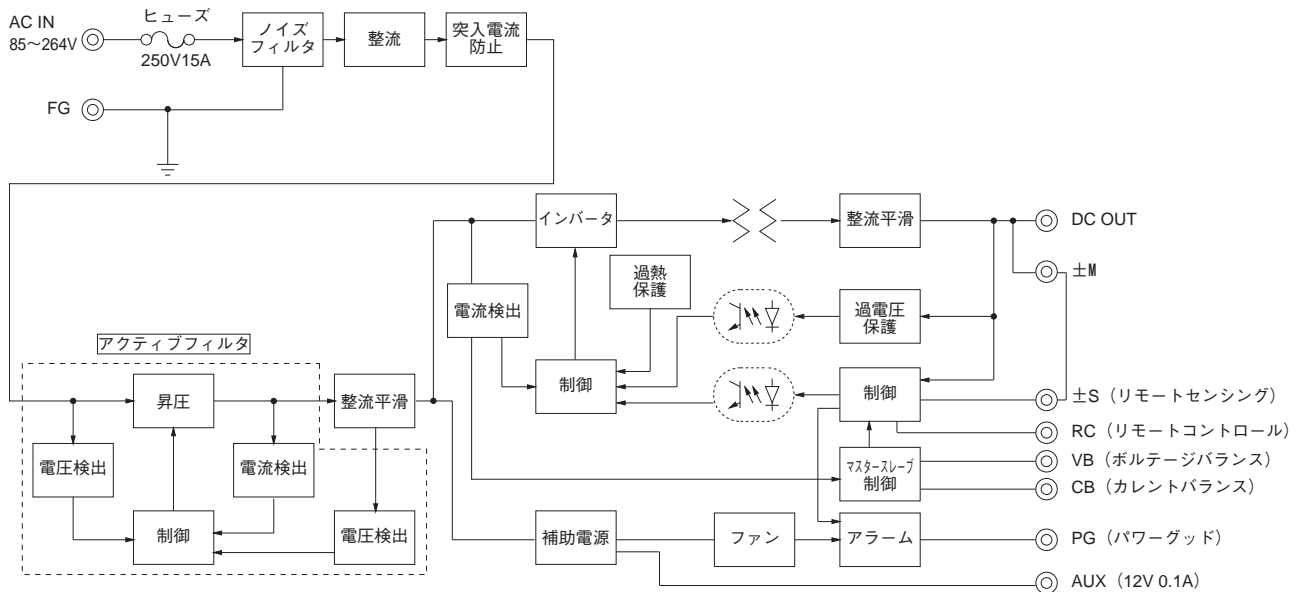 AC IN
85～264V
ヒューズ
250V15A
ノイズ
フィルタ
整流
突入電流
防止
FG
インバータ
整流平滑
DC OUT
±M
過熱
保護
電流検出
過電圧
保護
アクティブフィルタ
昇圧
整流平滑
制御
制御
±S（リモートセンシング）
RC（リモートコントロール）
電圧検出
電流検出
マスタースレーブ
制御
VB（ボルテージバランス）
CB（カレントバランス）
制御
電圧検出
補助電源
ファン
アラーム
PG（パワーグッド）
AUX（12V 0.1A）